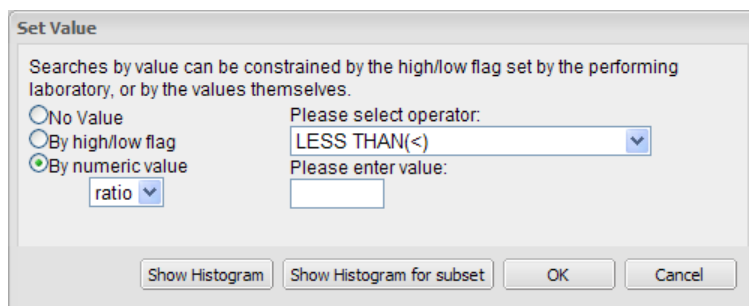 Set Value
Searches by value can be constrained by the high/low flag set by the performing
laboratory, or by the values themselves.
No Value
By high/low flag
By numeric value
ratio
Please select operator:
LESS THAN(<)
Please enter value:
Show Histogram
Show Histogram for subset
OK
Cancel